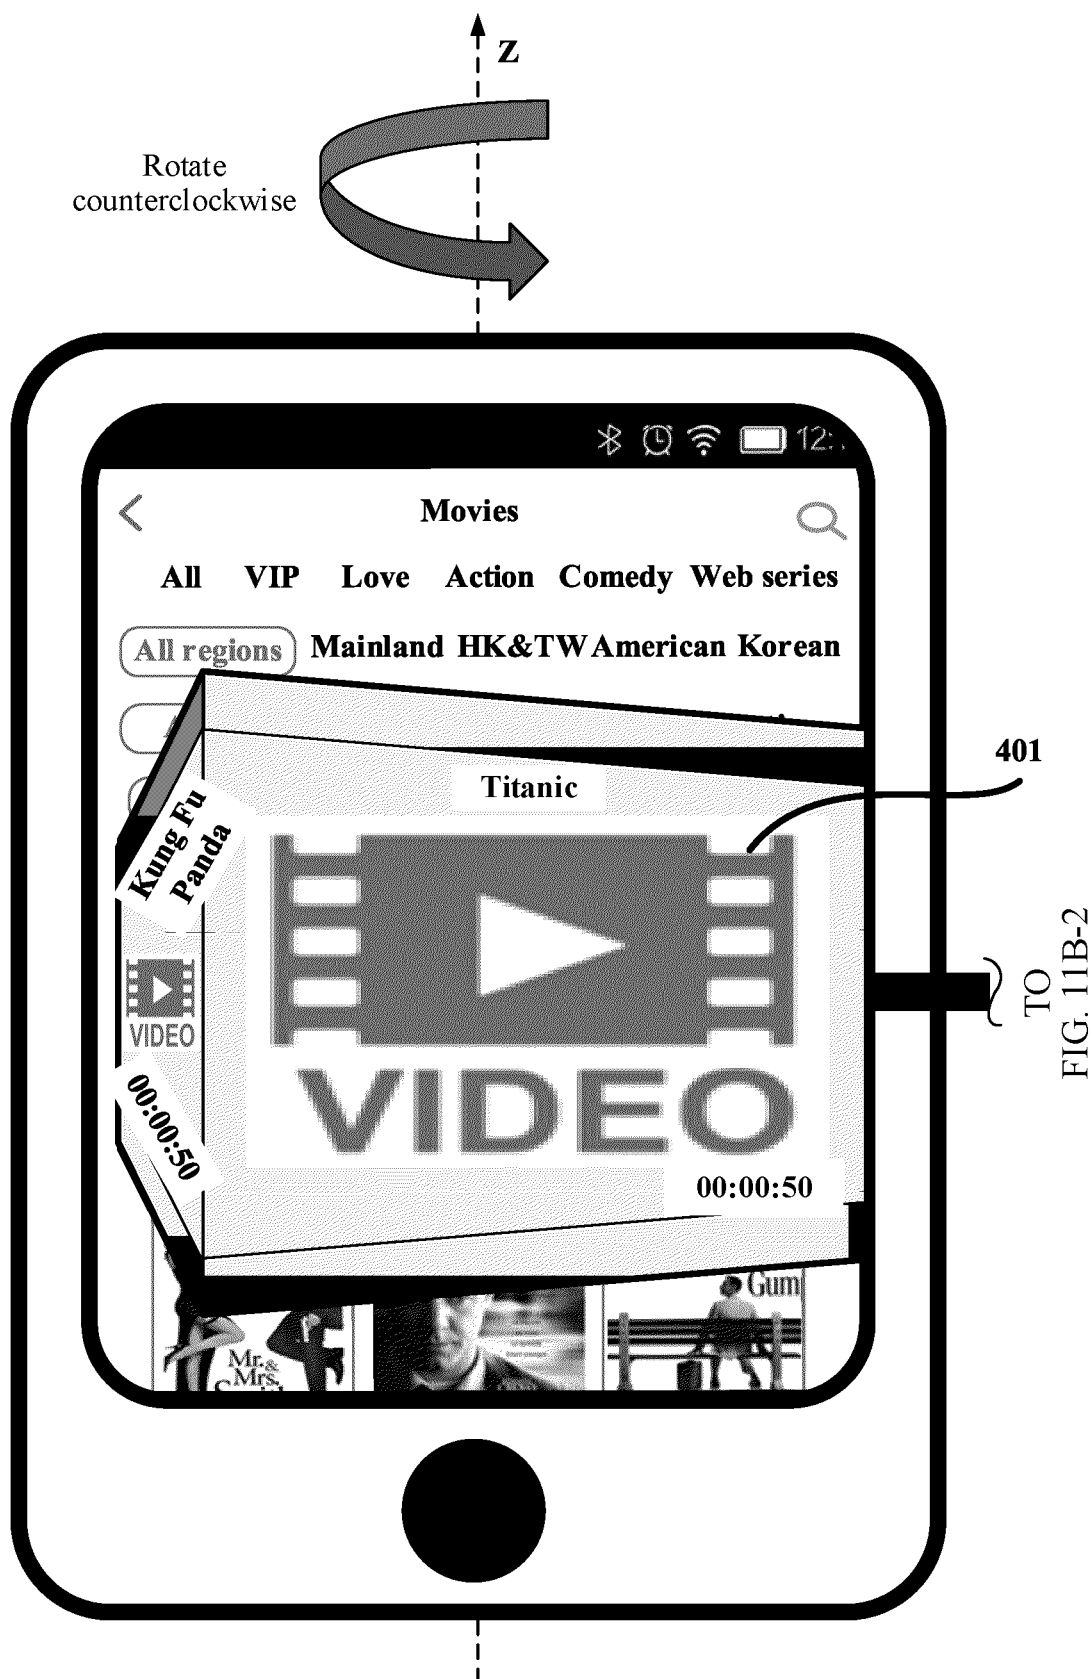 Z
Rotate
counterclockwise
12:
Movies
All VIP Love Action Comedy Web series
All regions Mainland HK&TW American Korean
401
Titanic
Kung Fu
Panda
VIDEO
VIDEO
00:00:50
00:00:50
TO
FIG. 11B-2
Gum
Mr.&
Mrs.